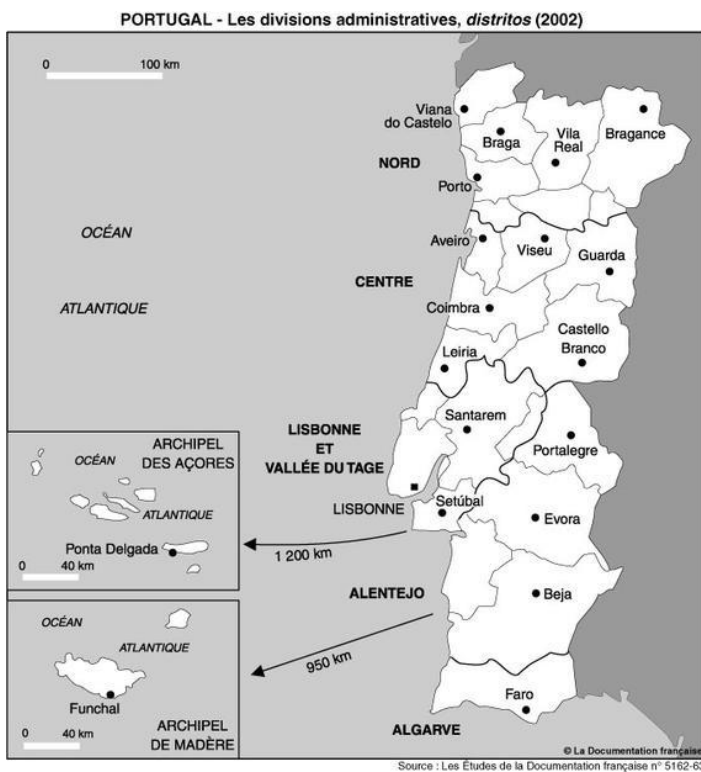 PORTUGAL - Les divisions administratives, distritos (2002)
0 100 km
Viana
do Castelo
Braga
Vila
Real
Bragance
NORD
Porto
OCÉAN
ATLANTIQUE
Aveiro
Viseu
Guarda
CENTRE
Coimbra
Castello
Branco
Leiria
LISBONNE
ET
VALLÉE DU TAGE
Santarem
Portalegre
LISBONNE
Setúbal
Evora
1 200 km
ALENTEJO
Beja
950 km
Faro
ALGARVE
ARCHIPEL
DES AÇORES
OCÉAN
ATLANTIQUE
Ponta Delgada
0 40 km
OCÉAN
ATLANTIQUE
Funchal
ARCHIPEL
DE MADÈRE
0 40 km
© La Documentation française
Source : Les Études de la Documentation française n° 5162-63